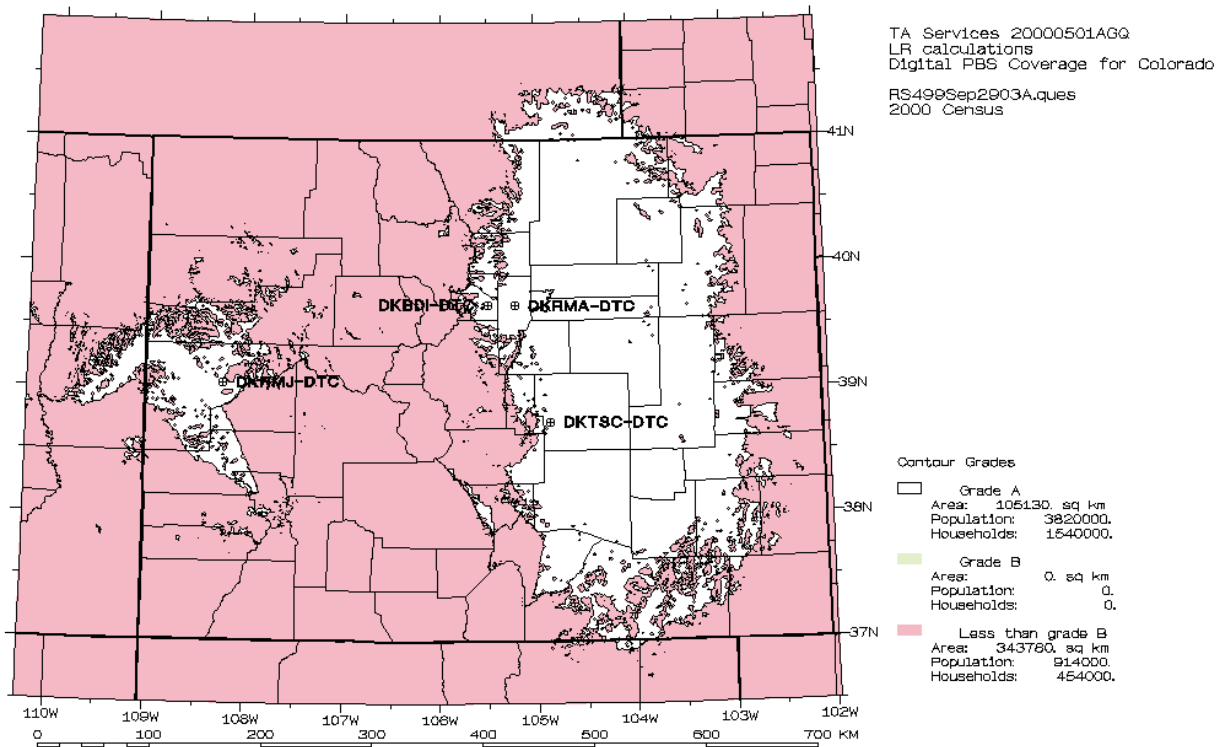 TA Services 20000501AGQ
LR calculations
Digital PBS Coverage for Colorado
RS499Sep2903A.ques
2000 Census
41N
40N
DKBDI-DTC
DKRMA-DTC
DKRMJ-DTC
39N
DKTSC-DTC
38N
37N
Contour Grades
Grade A
Area: 105130. sq km
Population: 3820000.
Households: 1540000.
Grade B
Area: 0. sq km
Population: 0.
Households: 0.
Less than grade B
Area: 343780. sq km
Population: 914000.
Households: 454000.
110W 109W 108W 107W 106W 105W 104W 103W 102W
0 100 200 300 400 500 600 700 KM